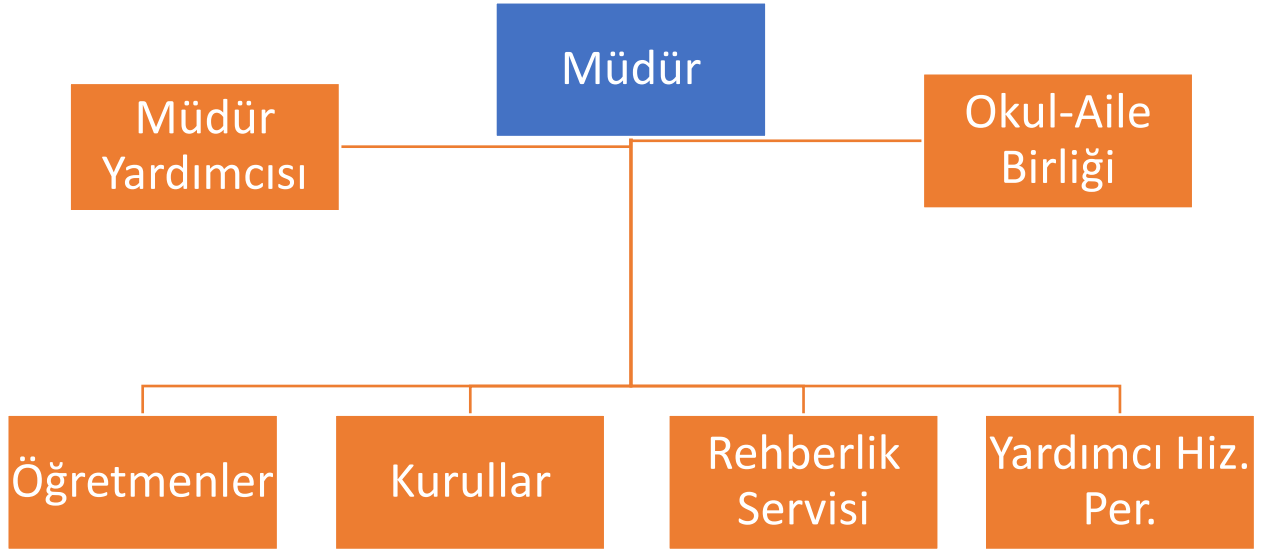 Müdür
Müdür
Yardımcısı
Okul-Aile
Birliği
Öğretmenler
Kurullar
Rehberlik
Servisi
Yardımcı Hiz.
Per.